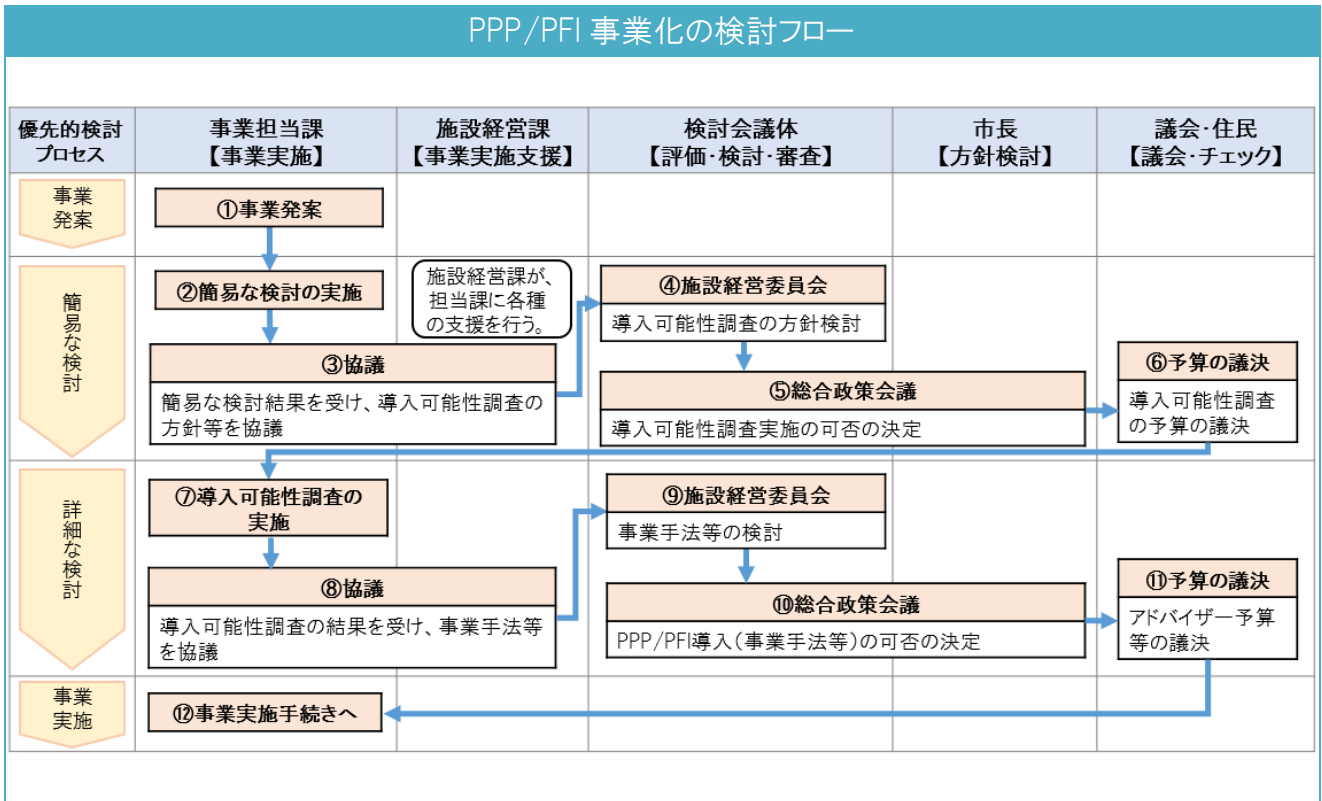 PPP/PFI 事業化の検討フロー
優先的検討
プロセス
事業担当課
【事業実施】
施設経営課
【事業実施支援】
検討会議体
【評価・検討・審査】
市長
【方針検討】
議会・住民
【議会・チェック】
事業
発案
①事業発案
簡易な検討
②簡易な検討の実施
施設経営課が、
担当課に各種
の支援を行う。
③協議
簡易な検討結果を受け、導入可能性調査の
方針等を協議
④施設経営委員会
導入可能性調査の方針検討
⑤総合政策会議
導入可能性調査実施の可否の決定
⑥予算の議決
導入可能性調査
の予算の議決
詳細な検討
⑦導入可能性調査の
実施
⑧協議
導入可能性調査の結果を受け、事業手法等
を協議
⑨施設経営委員会
事業手法等の検討
⑩総合政策会議
PPP/PFI導入(事業手法等)の可否の決定
⑪予算の議決
アドバイザー予算
等の議決
事業
実施
⑫事業実施手続きへ